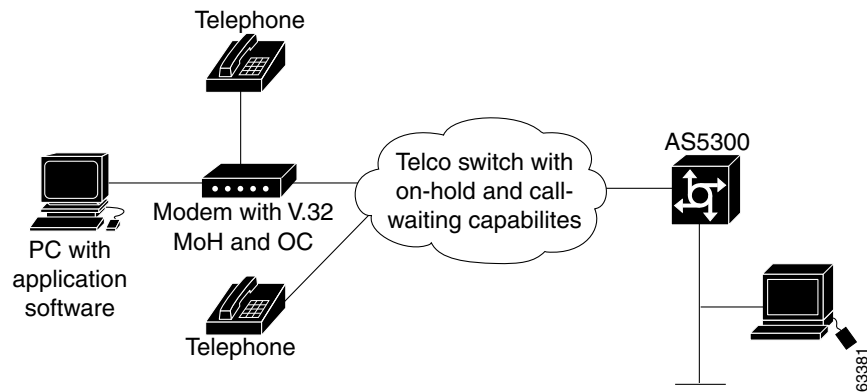 Telephone
AS5300
Telco switch with
on-hold and call-
waiting capabilites
Modem with V.32
MoH and OC
PC with
application
software
Telephone
63381